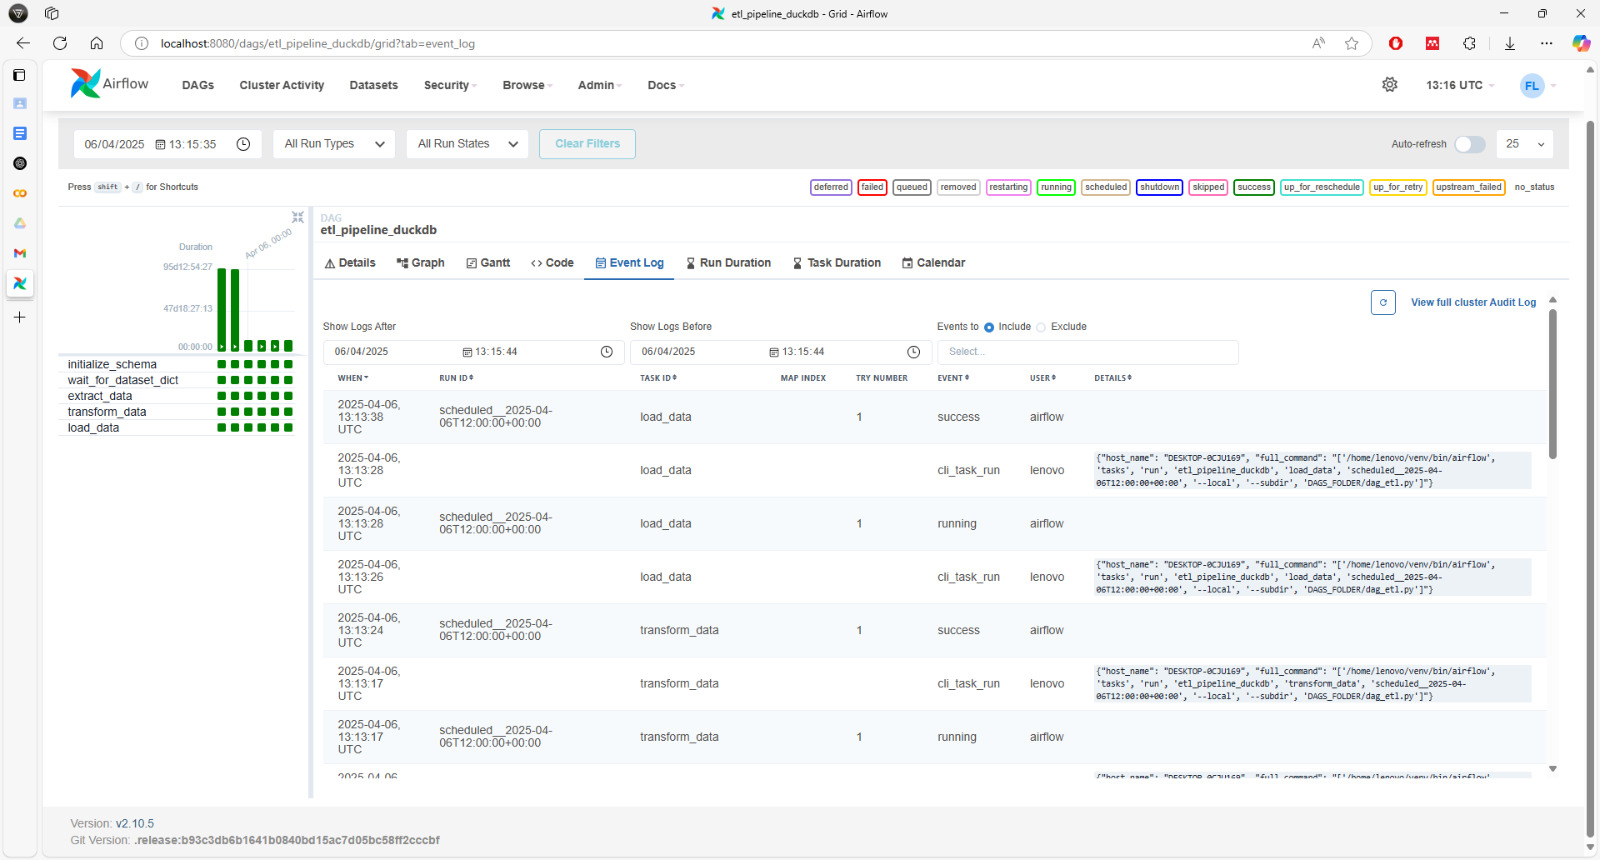 etl_pipeline_duckdb - Grid - Airflow
localhost:8080/dags/etl_pipeline_duckdb/grid?tab=event_log
Airflow DAGs Cluster Activity Datasets Security Browse Admin Docs 13:16 UTC FL
06/04/2025 13:15:35 All Run Types All Run States Clear Filters Auto-refresh 25
Press shift + / for Shortcuts deferred failed queued removed restarting running scheduled shutdown skipped success up_for_reschedule up_for_retry upstream_failed no_status
Duration
Apr 06, 00:00
95d12:54:27
47d18:27:13
00:00:00
initialize_schema
wait_for_dataset_dict
extract_data
transform_data
load_data
DAG
etl_pipeline_duckdb
Details Graph Gantt Code Event Log Run Duration Task Duration Calendar
View full cluster Audit Log
Show Logs After Show Logs Before Events to Include Exclude
06/04/2025 13:15:44 06/04/2025 13:15:44 Select...
WHEN RUN ID TASK ID MAP INDEX TRY NUMBER EVENT USER DETAILS
2025-04-06,
13:13:38
UTC
scheduled__2025-04-
06T12:00:00+00:00
load_data 1 success airflow
2025-04-06,
13:13:28
UTC
load_data cli_task_run lenovo
{"host_name": "DESKTOP-0CJU169", "full_command": "['/home/lenovo/venv/bin/airflow',
'tasks', 'run', 'etl_pipeline_duckdb', 'load_data', 'scheduled__2025-04-
06T12:00:00+00:00', '--local', '--subdir', 'DAGS_FOLDER/dag_etl.py']"}
2025-04-06,
13:13:28
UTC
scheduled__2025-04-
06T12:00:00+00:00
load_data 1 running airflow
2025-04-06,
13:13:26
UTC
load_data cli_task_run lenovo
{"host_name": "DESKTOP-0CJU169", "full_command": "['/home/lenovo/venv/bin/airflow',
'tasks', 'run', 'etl_pipeline_duckdb', 'load_data', 'scheduled__2025-04-
06T12:00:00+00:00', '--local', '--subdir', 'DAGS_FOLDER/dag_etl.py']"}
2025-04-06,
13:13:24
UTC
scheduled__2025-04-
06T12:00:00+00:00
transform_data 1 success airflow
2025-04-06,
13:13:17
UTC
transform_data cli_task_run lenovo
{"host_name": "DESKTOP-0CJU169", "full_command": "['/home/lenovo/venv/bin/airflow',
'tasks', 'run', 'etl_pipeline_duckdb', 'transform_data', 'scheduled__2025-04-
06T12:00:00+00:00', '--local', '--subdir', 'DAGS_FOLDER/dag_etl.py']"}
2025-04-06,
13:13:17
UTC
scheduled__2025-04-
06T12:00:00+00:00
transform_data 1 running airflow
2025-04-06
{"host_name": "DESKTOP-0CJU169", "full_command": "['/home/lenovo/venv/bin/airflow',
Version: v2.10.5
Git Version: .release:b93c3db6b1641b0840bd15ac7d05bc58ff2cccbf